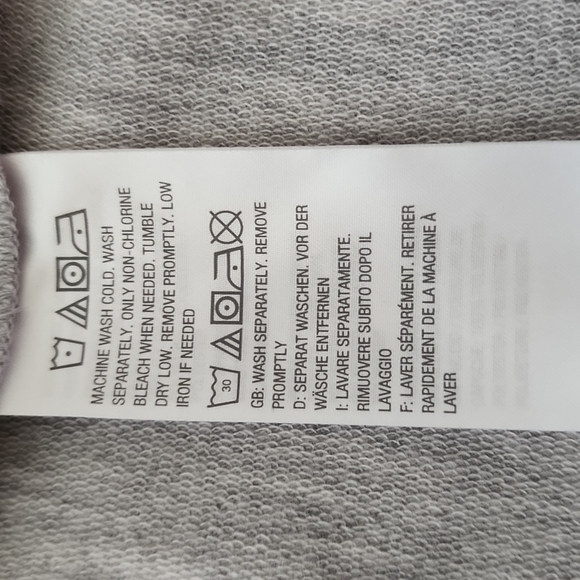 MACHINE WASH COLD. WASH
SEPARATELY. ONLY NON-CHLORINE
BLEACH WHEN NEEDED. TUMBLE
DRY LOW. REMOVE PROMPTLY. LOW
IRON IF NEEDED
30
GB: WASH SEPARATELY. REMOVE
PROMPTLY
D: SEPARAT WASCHEN. VOR DER
WÄSCHE ENTFERNEN
I: LAVARE SEPARATAMENTE.
RIMUOVERE SUBITO DOPO IL
LAVAGGIO
F: LAVER SÉPARÉMENT. RETIRER
RAPIDEMENT DE LA MACHINE À
LAVER